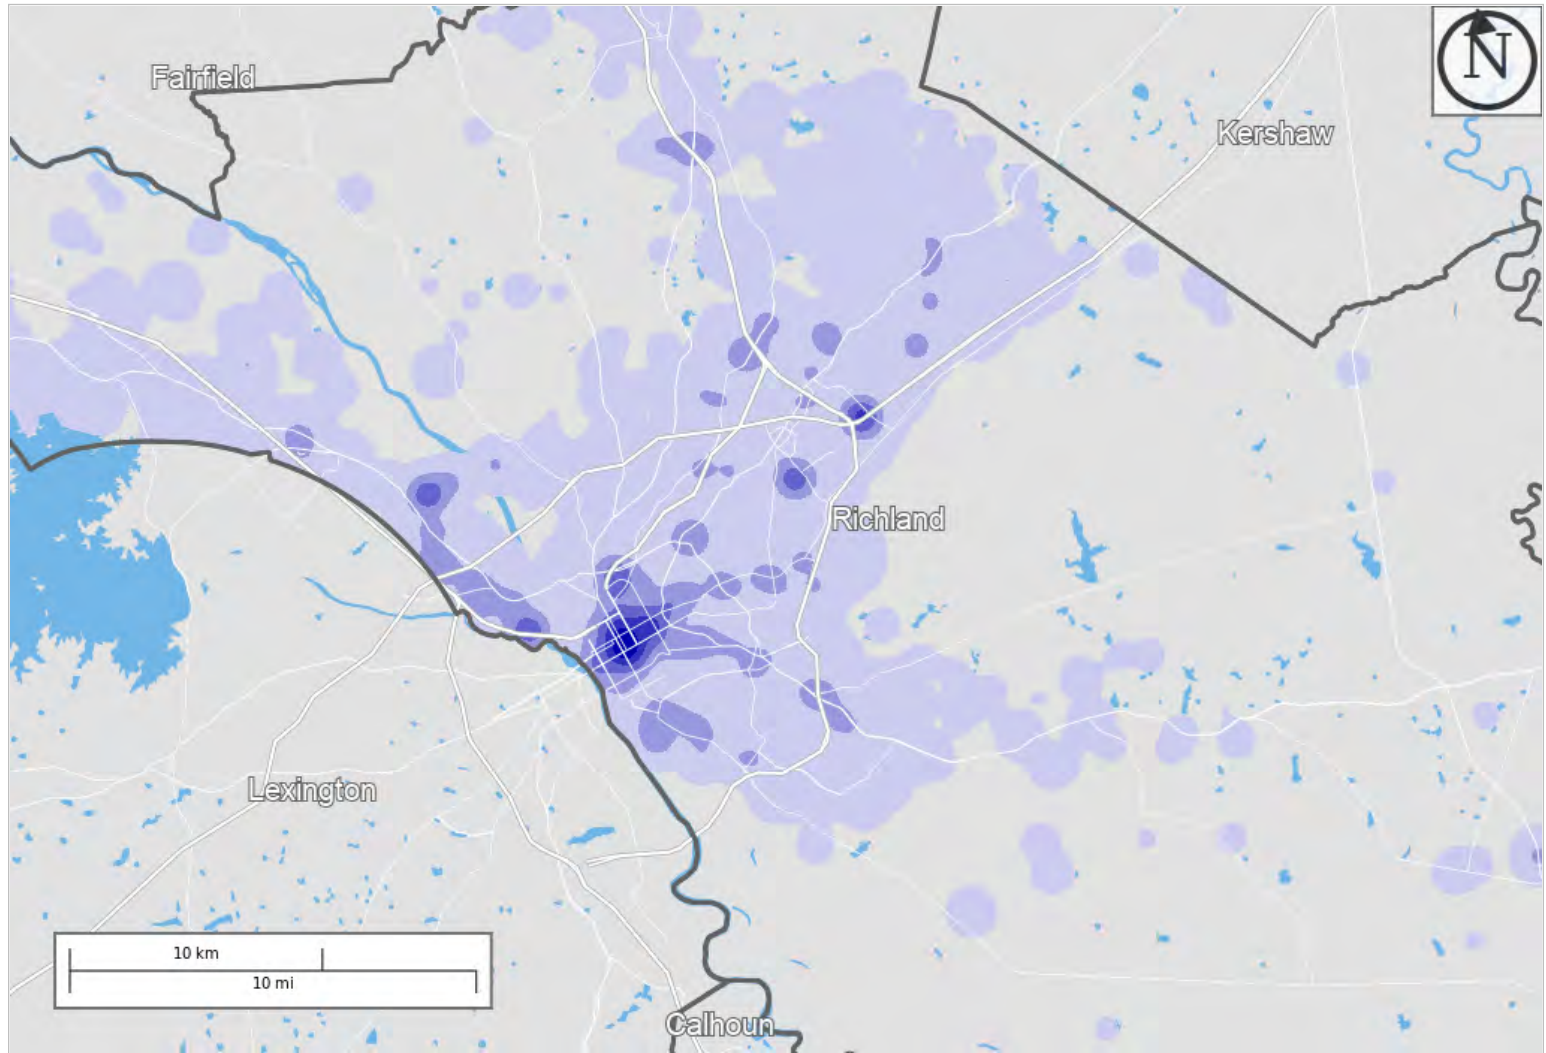 Fairfield
N
Kershaw
Richland
Lexington
10 km
10 mi
Calhoun